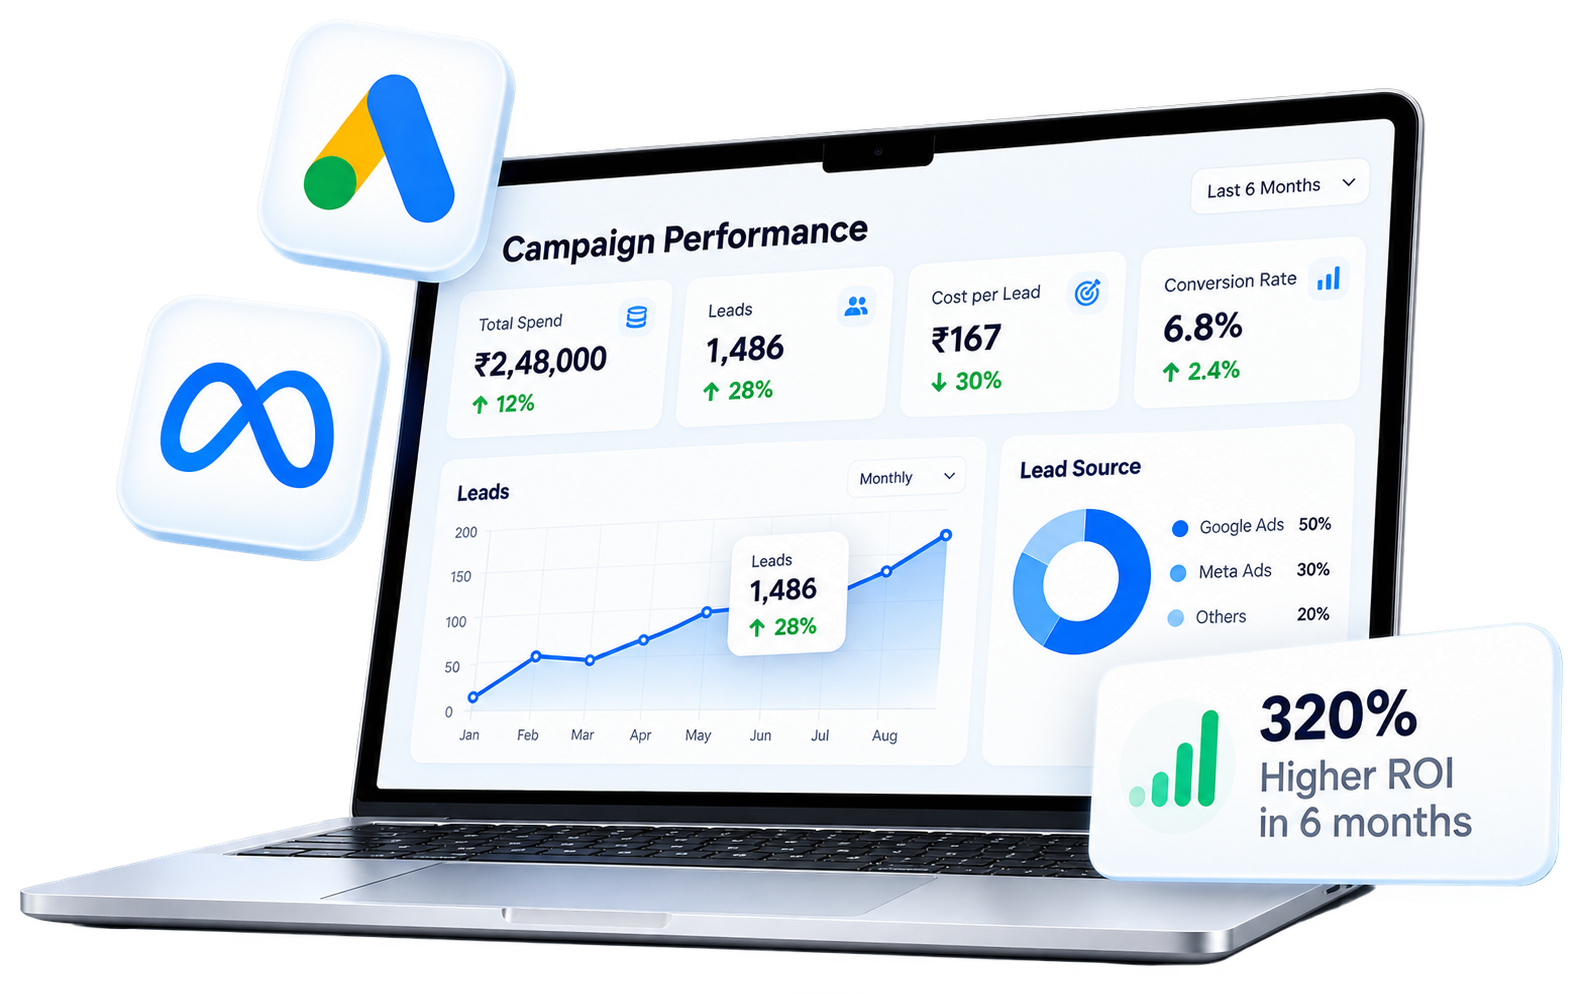 Last 6 Months
Campaign Performance
Total Spend
₹2,48,000
↑ 12%
Leads
1,486
↑ 28%
Cost per Lead
₹167
↓ 30%
Conversion Rate
6.8%
↑ 2.4%
Leads
Monthly
200
150
100
50
0
Jan Feb Mar Apr May Jun Jul Aug
Leads
1,486
↑ 28%
Lead Source
Google Ads 50%
Meta Ads 30%
Others 20%
320%
Higher ROI
in 6 months